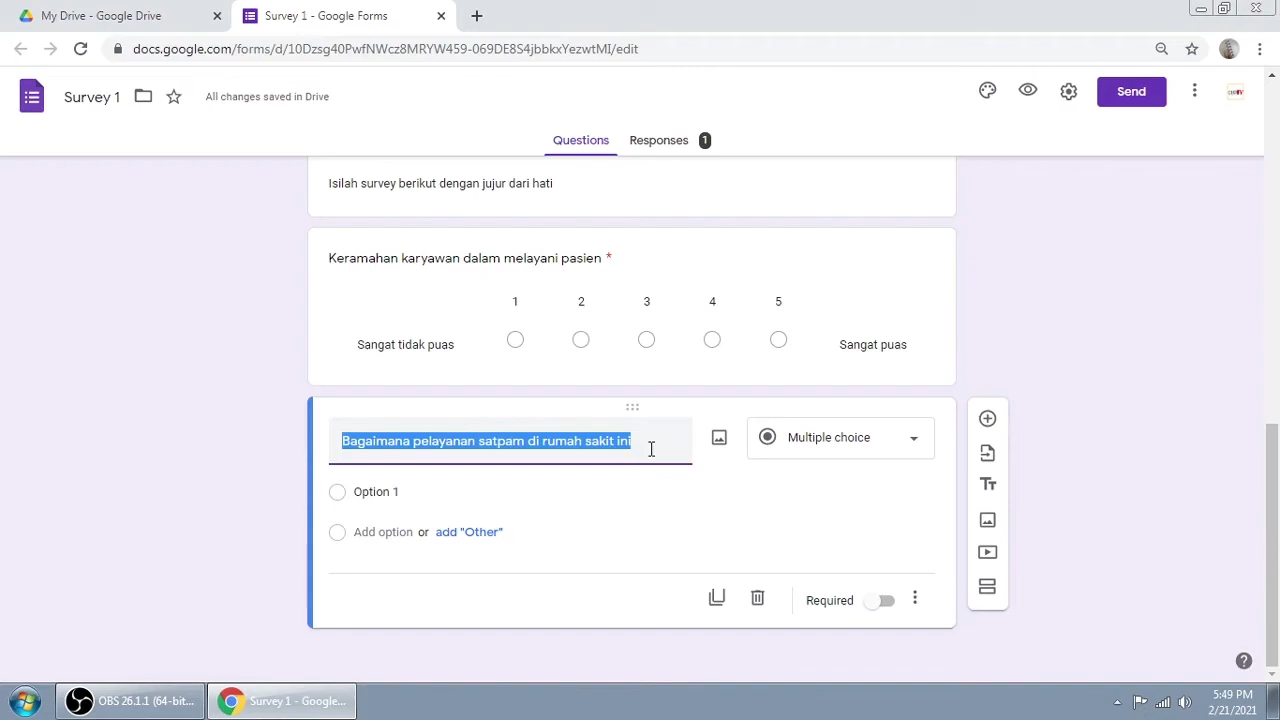 My Drive - Google Drive
Survey 1 - Google Forms
docs.google.com/forms/d/10Dzsg40PwfNWcz8MRYW459-069DE8S4jbbkxYezwtMI/edit
Survey 1
All changes saved in Drive
Send
Questions
Responses 1
Isilah survey berikut dengan jujur dari hati
Keramahan karyawan dalam melayani pasien *
1 2 3 4 5
Sangat tidak puas
Sangat puas
Bagaimana pelayanan satpam di rumah sakit ini
Multiple choice
Option 1
Add option or add "Other"
Required
OBS 26.1.1 (64-bit...
Survey 1 - Google...
5:49 PM
2/21/2021